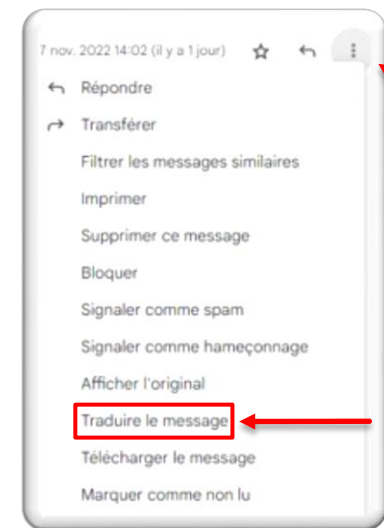 7 nov. 2022 14:02 (il y a 1 jour)
Répondre
Transférer
Filtrer les messages similaires
Imprimer
Supprimer ce message
Bloquer
Signaler comme spam
Signaler comme hameçonnage
Afficher l'original
Traduire le message
Télécharger le message
Marquer comme non lu